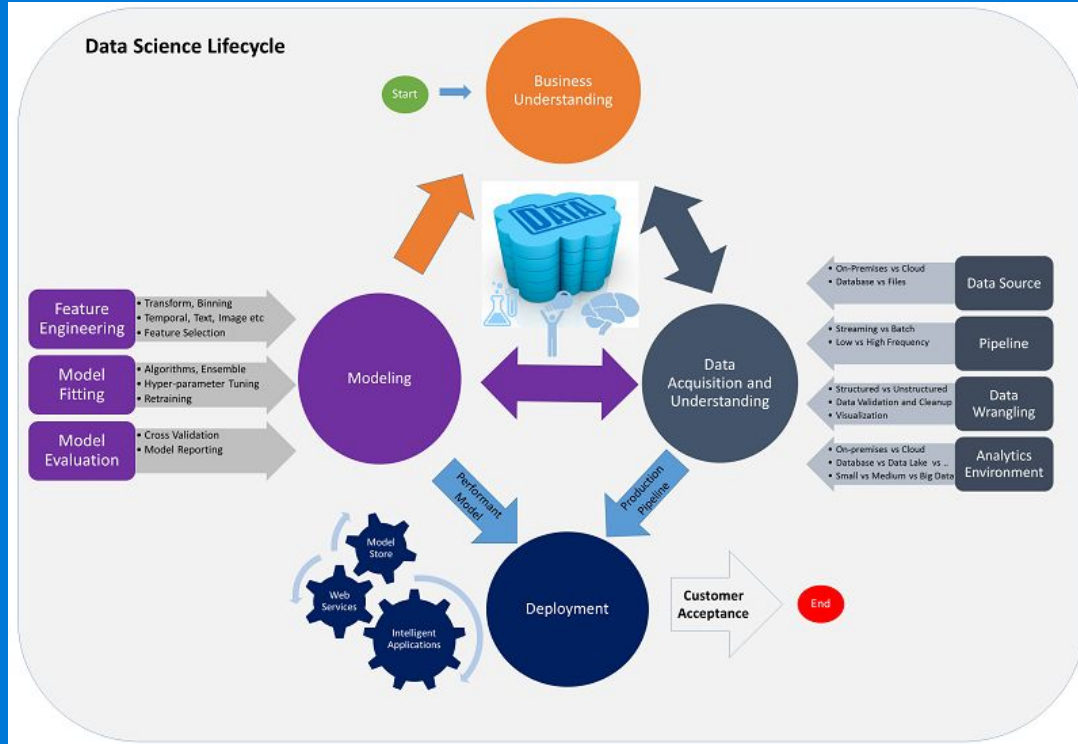 Data Science Lifecycle
Start
Business
Understanding
DATA
Feature
Engineering
• Transform, Binning
• Temporal, Text, Image etc
• Feature Selection
Model
Fitting
• Algorithms, Ensemble
• Hyper-parameter Tuning
• Retraining
Model
Evaluation
• Cross Validation
• Model Reporting
Modeling
Data
Acquisition and
Understanding
• On-Premises vs Cloud
• Database vs Files
Data Source
• Streaming vs Batch
• Low vs High Frequency
Pipeline
• Structured vs Unstructured
• Data Validation and Cleanup
• Visualization
Data
Wrangling
• On-premises vs Cloud
• Database vs Data Lake vs ..
• Small vs Medium vs Big Data
Analytics
Environment
Performant
Model
Production
Pipeline
Model
Store
Web
Services
Intelligent
Applications
Deployment
Customer
Acceptance
End